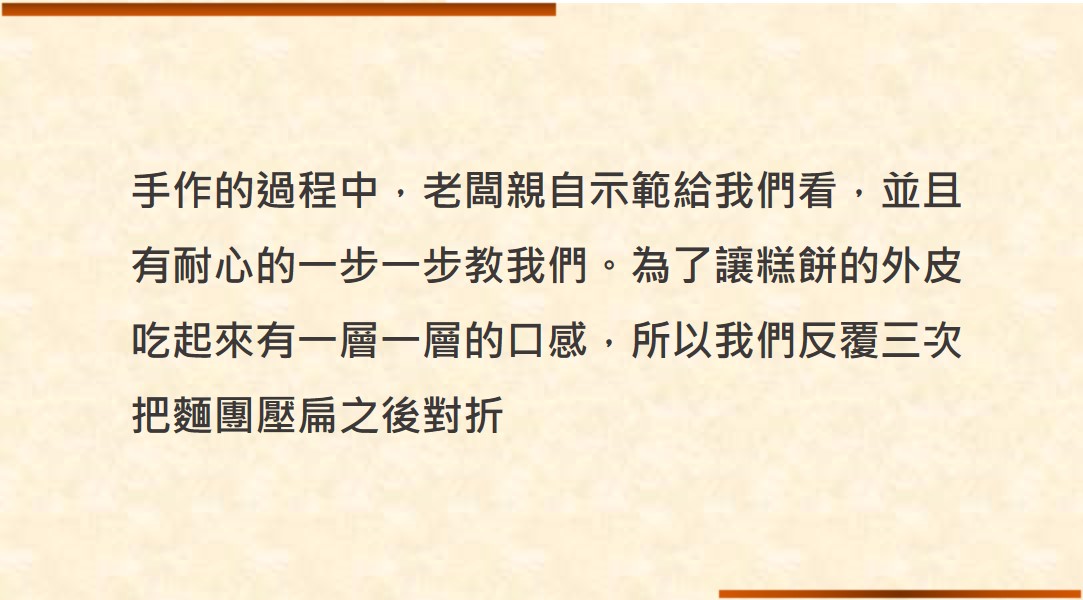 手作的過程中，老闆親自示範給我們看，並且
有耐心的一步一步教我們。為了讓糕餅的外皮
吃起來有一層一層的口感，所以我們反覆三次
把麵團壓扁之後對折